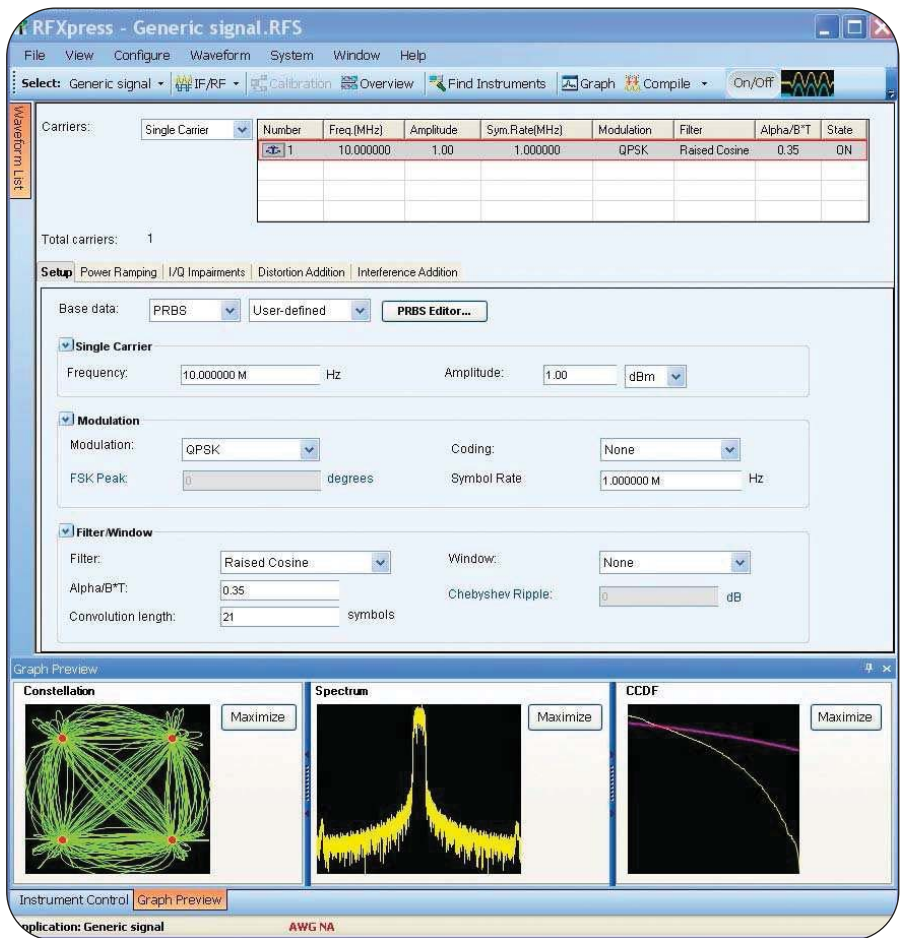 RFXpress - Generic signal.RFS
File View Configure Waveform System Window Help
Select: Generic signal IF/RF Calibration Overview Find Instruments Graph Compile On/Off
Waveform List
Carriers: Single Carrier
Number Freq.(MHz) Amplitude Sym.Rate(MHz) Modulation Filter Alpha/B*T State
1 10.000000 1.00 1.000000 QPSK Raised Cosine 0.35 ON
Total carriers: 1
Setup Power Ramping I/Q Impairments Distortion Addition Interference Addition
Base data: PRBS User-defined PRBS Editor...
Single Carrier
Frequency: 10.000000 M Hz Amplitude: 1.00 dBm
Modulation
Modulation: QPSK Coding: None
FSK Peak: 0 degrees Symbol Rate 1.000000 M Hz
Filter/Window
Filter: Raised Cosine Window: None
Alpha/B*T: 0.35 Chebyshev Ripple: 0 dB
Convolution length: 21 symbols
Graph Preview
Constellation Spectrum CCDF
Maximize Maximize Maximize
Instrument Control Graph Preview
pplication: Generic signal AWG NA